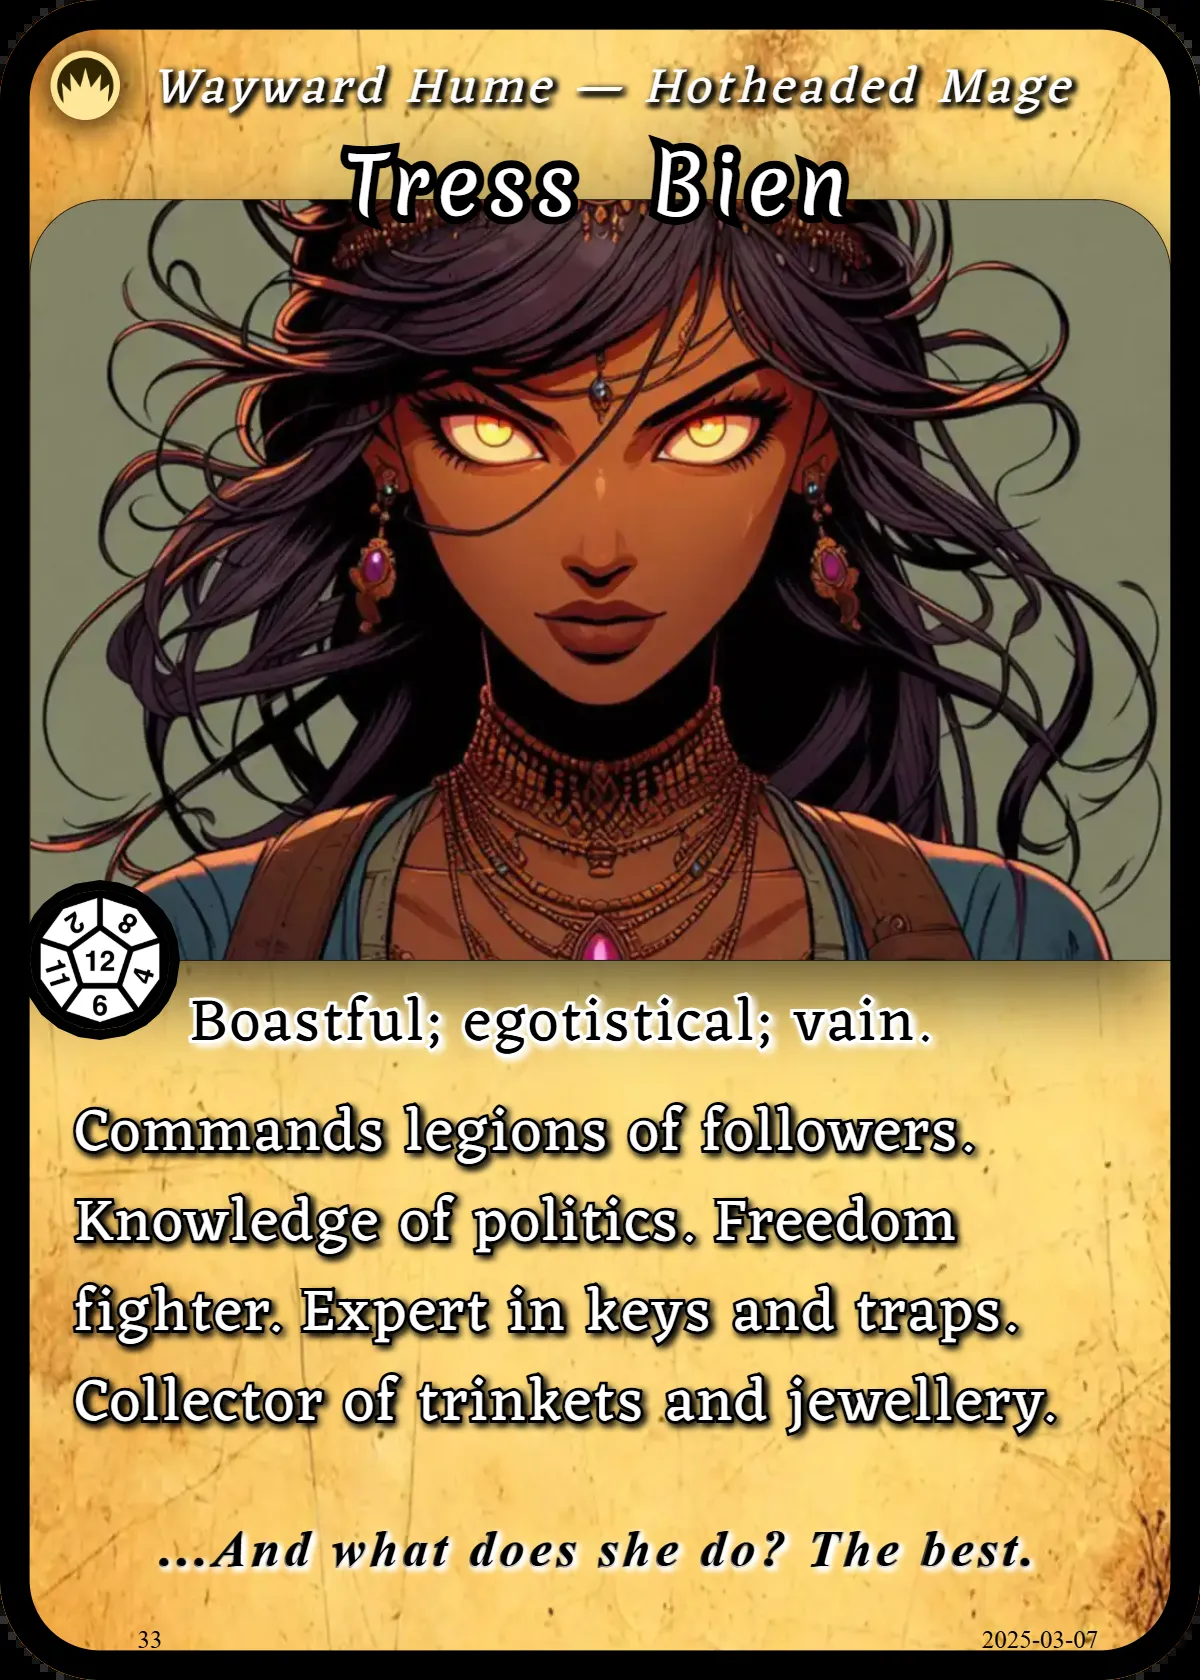 Wayward Hume — Hotheaded Mage
Tress Bien
2
8
12
11
4
6
Boastful; egotistical; vain.
Commands legions of followers.
Knowledge of politics. Freedom
fighter. Expert in keys and traps.
Collector of trinkets and jewellery.
...And what does she do? The best.
33
2025-03-07